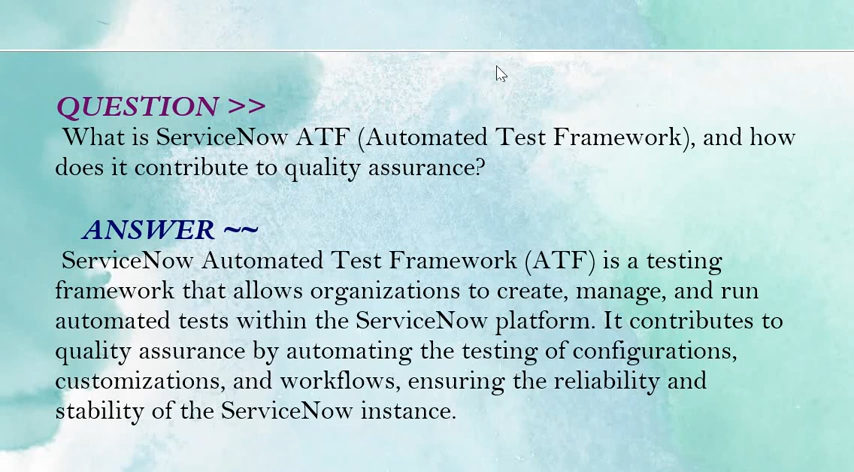 QUESTION >>
What is ServiceNow ATF (Automated Test Framework), and how
does it contribute to quality assurance?
ANSWER ~~
ServiceNow Automated Test Framework (ATF) is a testing
framework that allows organizations to create, manage, and run
automated tests within the ServiceNow platform. It contributes to
quality assurance by automating the testing of configurations,
customizations, and workflows, ensuring the reliability and
stability of the ServiceNow instance.